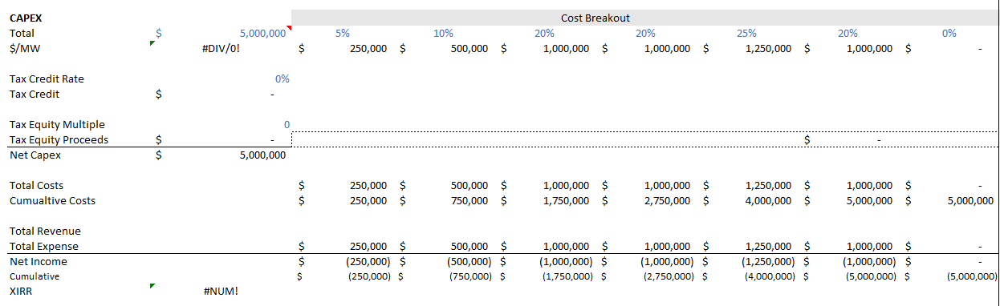 CAPEX Cost Breakout
Total $ 5,000,000 5% 10% 20% 20% 25% 20% 0%
$/MW #DIV/0! $ 250,000 $ 500,000 $ 1,000,000 $ 1,000,000 $ 1,250,000 $ 1,000,000 $ -
Tax Credit Rate 0%
Tax Credit $ -
Tax Equity Multiple 0
Tax Equity Proceeds $ - $ -
Net Capex $ 5,000,000
Total Costs $ 250,000 $ 500,000 $ 1,000,000 $ 1,000,000 $ 1,250,000 $ 1,000,000 $ -
Cumualtive Costs $ 250,000 $ 750,000 $ 1,750,000 $ 2,750,000 $ 4,000,000 $ 5,000,000 $ 5,000,000
Total Revenue
Total Expense $ 250,000 $ 500,000 $ 1,000,000 $ 1,000,000 $ 1,250,000 $ 1,000,000 $ -
Net Income $ (250,000) $ (500,000) $ (1,000,000) $ (1,000,000) $ (1,250,000) $ (1,000,000) $ -
Cumulative $ (250,000) $ (750,000) $ (1,750,000) $ (2,750,000) $ (4,000,000) $ (5,000,000) $ (5,000,000)
XIRR #NUM!